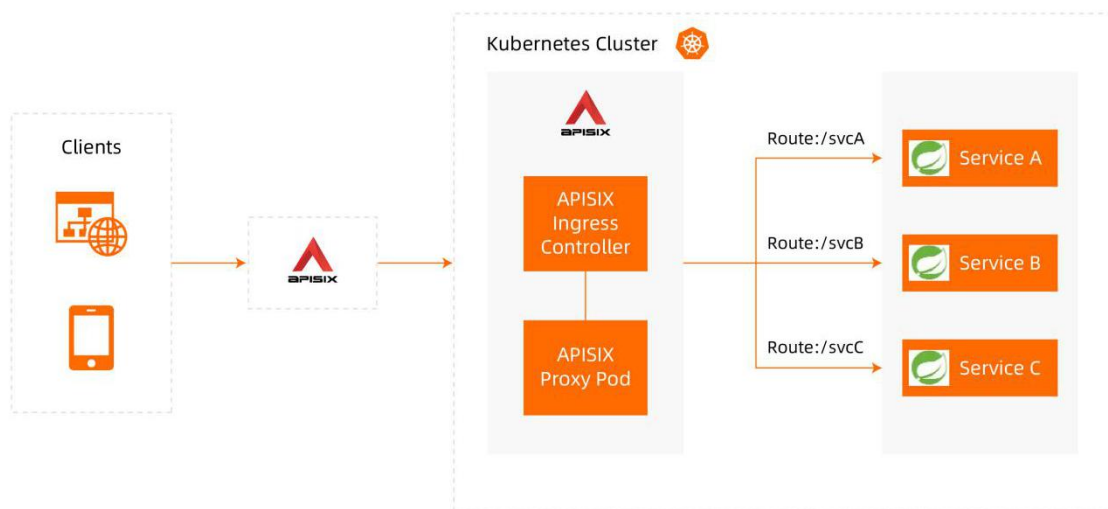 Kubernetes Cluster
Clients
APISIX
APISIX
APISIX
Ingress
Controller
APISIX
Proxy Pod
Route:/svcA
Service A
Route:/svcB
Service B
Route:/svcC
Service C